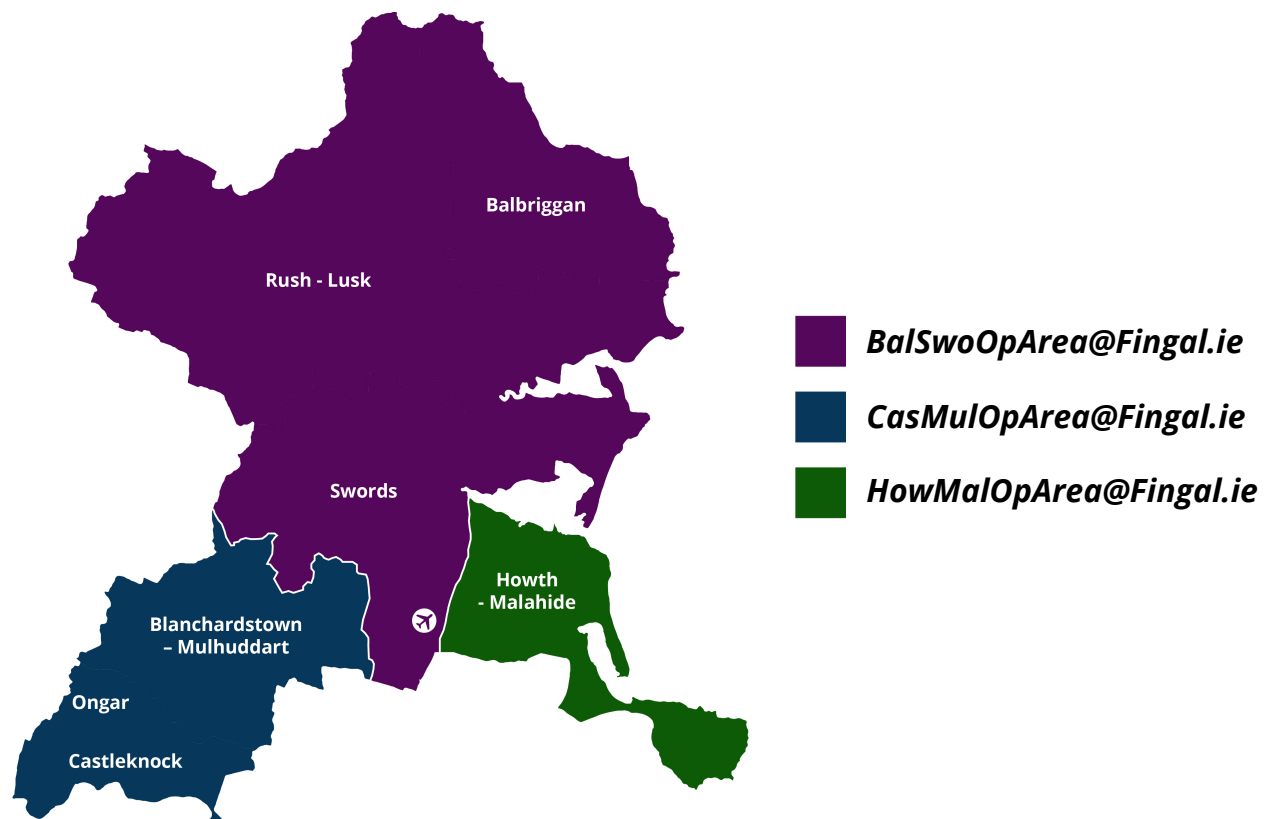 Balbriggan
Rush - Lusk
BalSwoOpArea@Fingal.ie
CasMulOpArea@Fingal.ie
HowMalOpArea@Fingal.ie
Swords
Howth
- Malahide
Blanchardstown
– Mulhuddart
Ongar
Castleknock